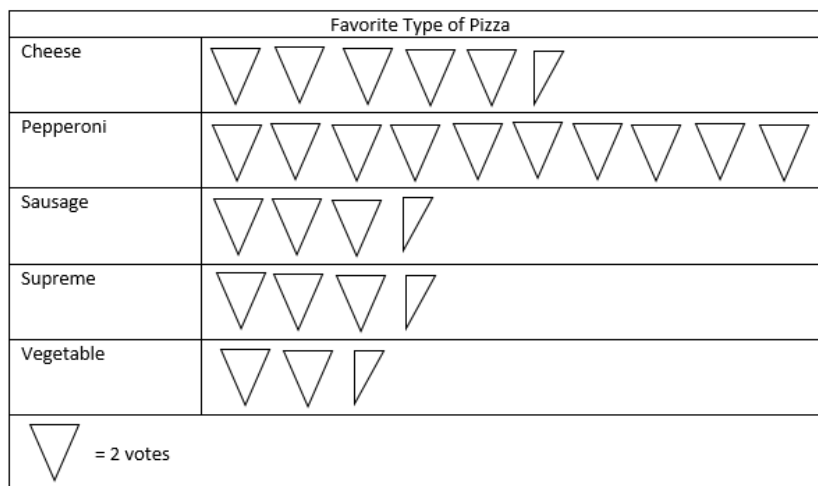 Favorite Type of Pizza
Cheese
Pepperoni
Sausage
Supreme
Vegetable
= 2 votes